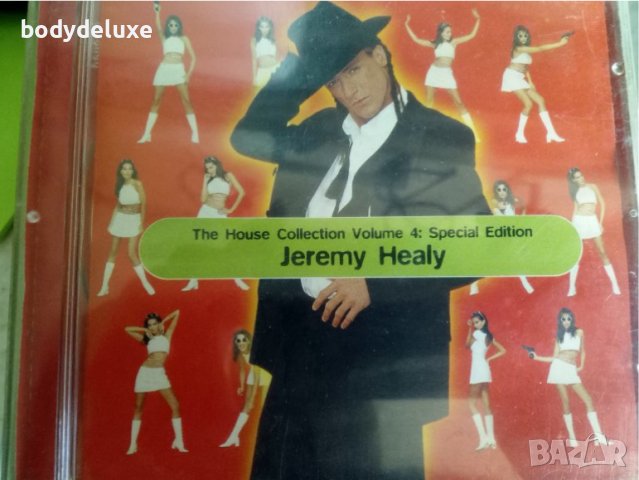 bodydeluxe
The House Collection Volume 4: Special Edition
Jeremy Healy
BAZAR